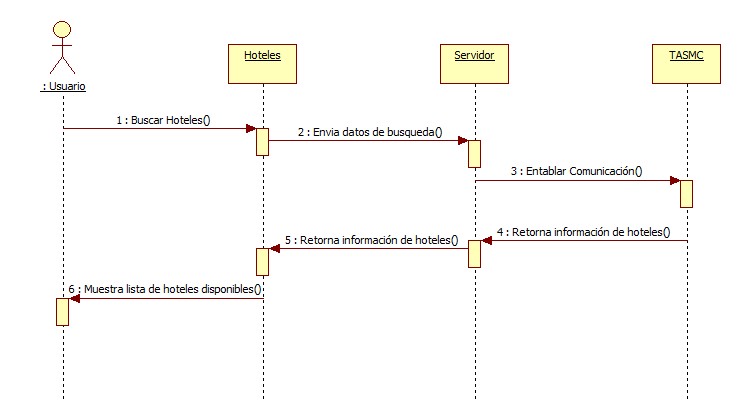 Hoteles
Servidor
TASMC
: Usuario
1 : Buscar Hoteles()
2 : Envia datos de busqueda()
3 : Entablar Comunicación()
4 : Retorna información de hoteles()
5 : Retorna información de hoteles()
6 : Muestra lista de hoteles disponibles()